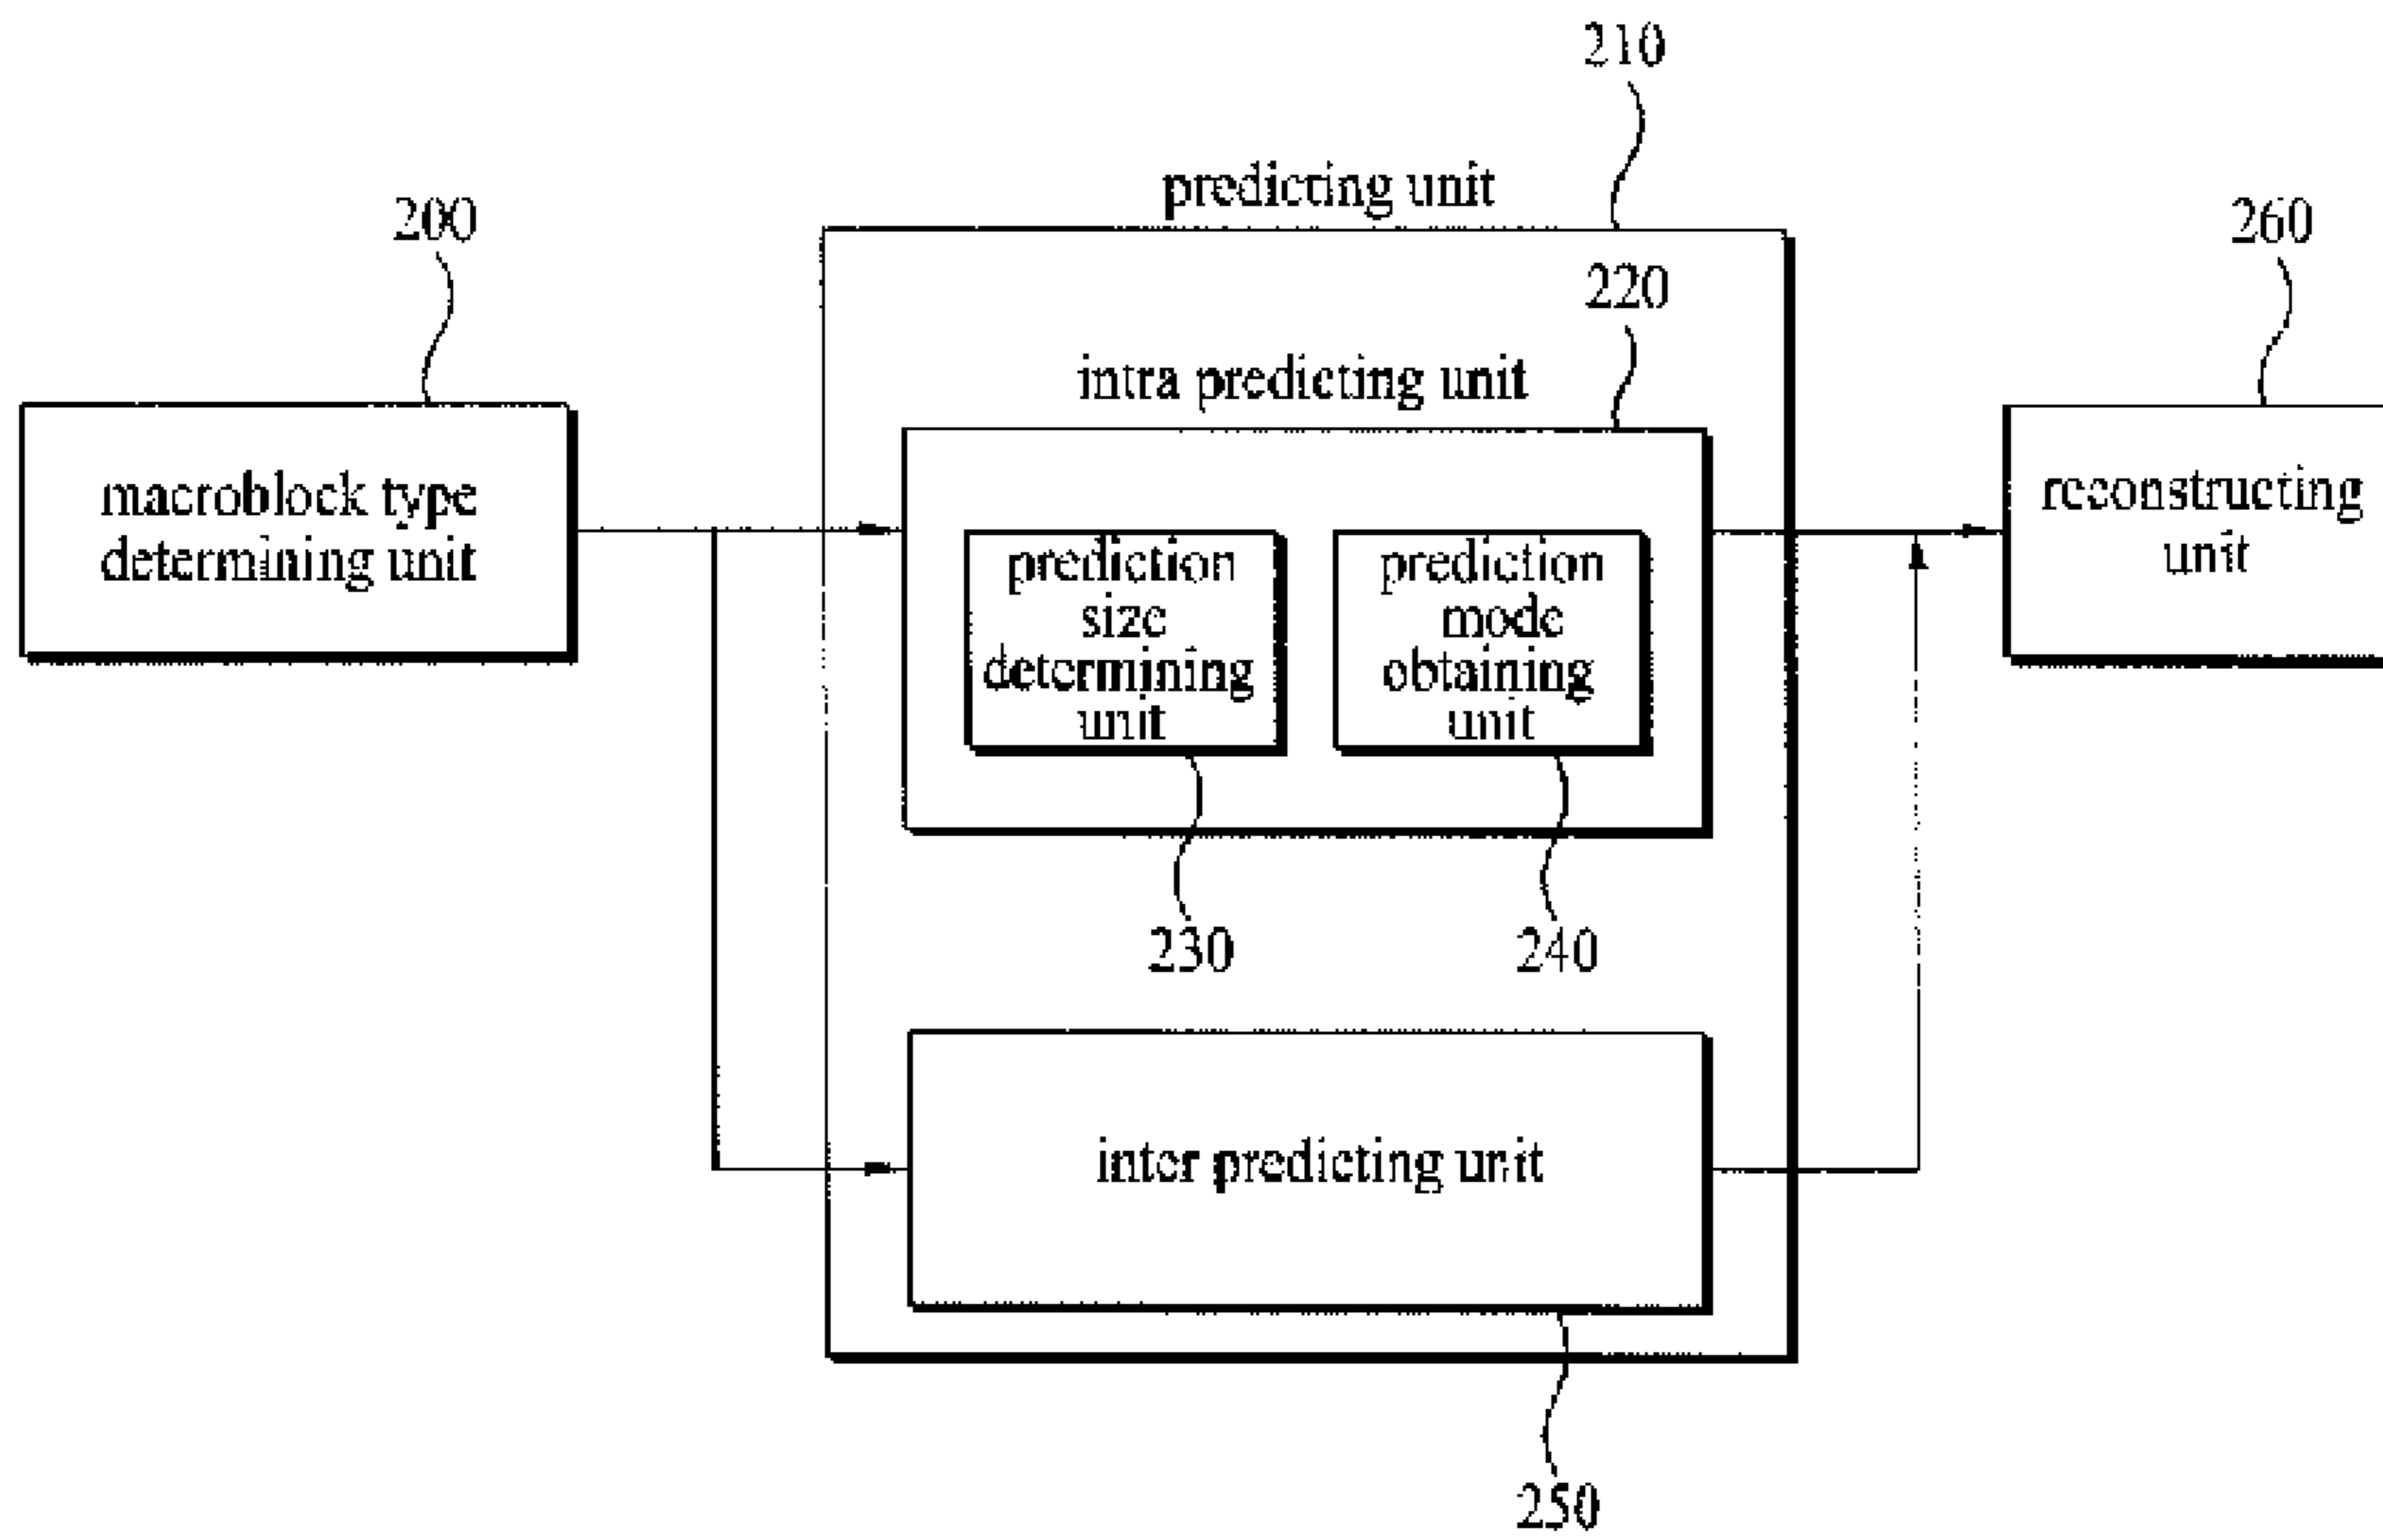 210
predicting unit
200
260
220
intra predicting unit
macroblock type
determining unit
reconstructing
unit
prediction
size
determining
unit
prediction
mode
obtaining
unit
230
240
inter predicting unit
250